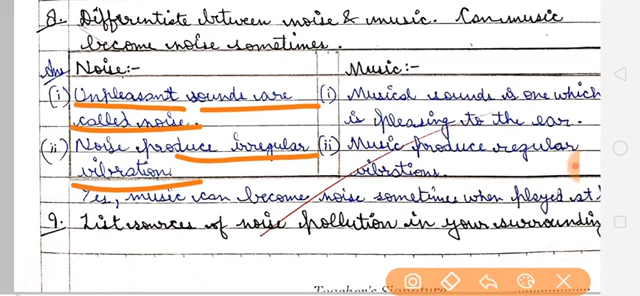 8. Differentiate between noise & music. Can music
become noise sometimes.
Ans Noise:- Music:-
(i) Unpleasant sounds are (i) Musical sounds is one which
called noise. is pleasing to the ear.
(ii) Noise produce irregular (ii) Music produce regular
vibration. vibrations.
Yes, music can become noise sometimes when played at
9. List sources of noise pollution in your surrounding
Teacher's Signature